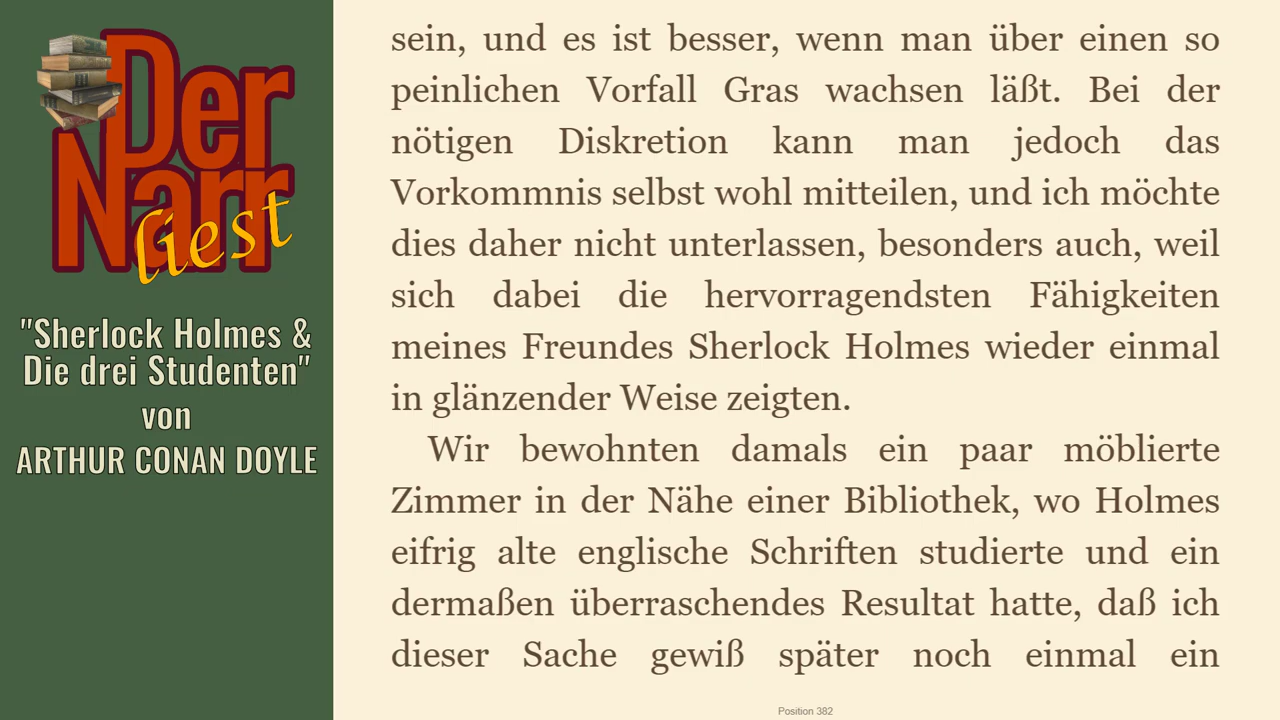 Der
Narr
liest
"Sherlock Holmes &
Die drei Studenten"
von
ARTHUR CONAN DOYLE
sein, und es ist besser, wenn man über einen so
peinlichen Vorfall Gras wachsen läßt. Bei der
nötigen Diskretion kann man jedoch das
Vorkommnis selbst wohl mitteilen, und ich möchte
dies daher nicht unterlassen, besonders auch, weil
sich dabei die hervorragendsten Fähigkeiten
meines Freundes Sherlock Holmes wieder einmal
in glänzender Weise zeigten.
Wir bewohnten damals ein paar möblierte
Zimmer in der Nähe einer Bibliothek, wo Holmes
eifrig alte englische Schriften studierte und ein
dermaßen überraschendes Resultat hatte, daß ich
dieser Sache gewiß später noch einmal ein
Position 382